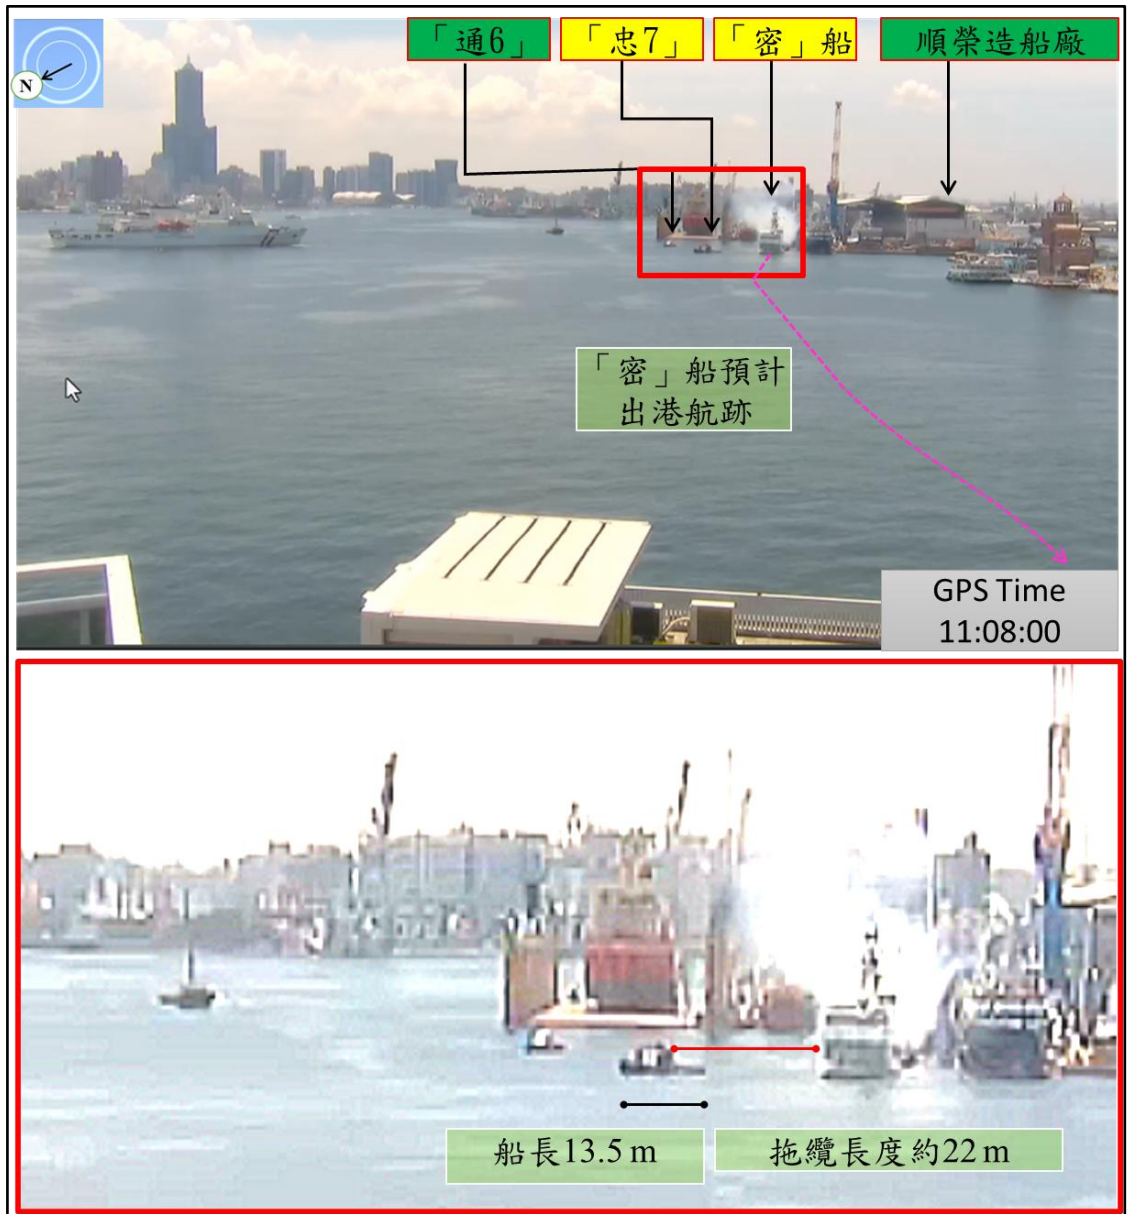 「通6」
「忠7」
「密」船
順榮造船廠
N
「密」船預計
出港航跡
GPS Time
11:08:00
船長13.5 m
拖纜長度約22 m